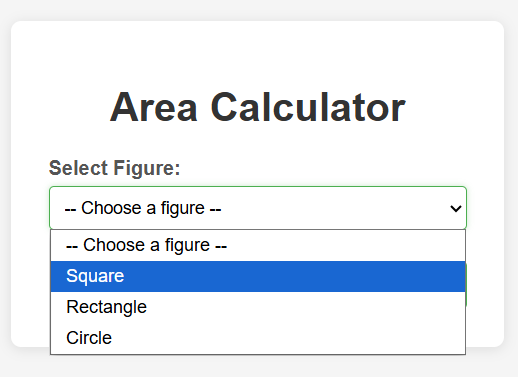 Area Calculator
Select Figure:
-- Choose a figure --
-- Choose a figure --
Square
Rectangle
Circle